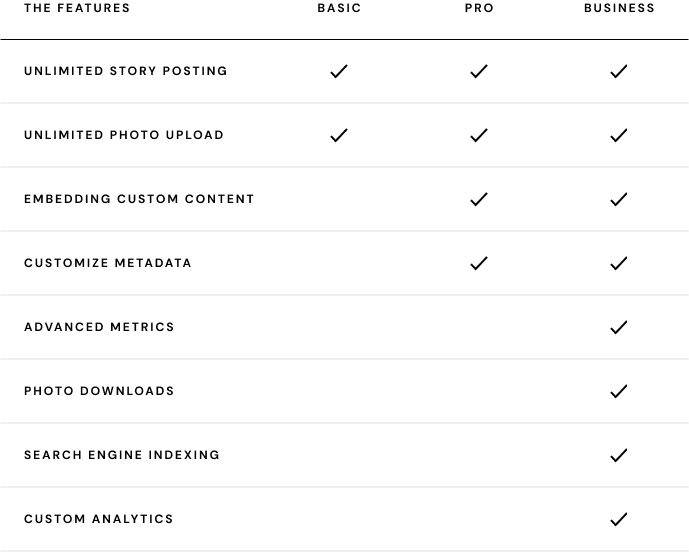 THE FEATURES BASIC PRO BUSINESS
UNLIMITED STORY POSTING ✓ ✓ ✓
UNLIMITED PHOTO UPLOAD ✓ ✓ ✓
EMBEDDING CUSTOM CONTENT ✓ ✓
CUSTOMIZE METADATA ✓ ✓
ADVANCED METRICS ✓
PHOTO DOWNLOADS ✓
SEARCH ENGINE INDEXING ✓
CUSTOM ANALYTICS ✓